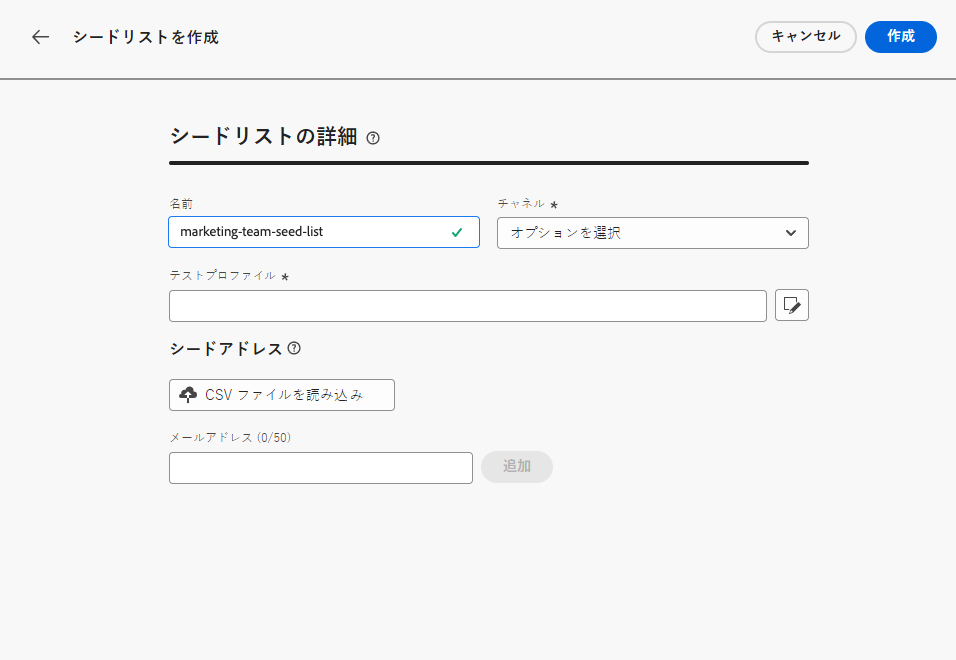 シードリストを作成
キャンセル
作成
シードリストの詳細
名前
チャネル *
marketing-team-seed-list
オプションを選択
テストプロファイル *
シードアドレス
CSV ファイルを読み込み
メールアドレス (0/50)
追加